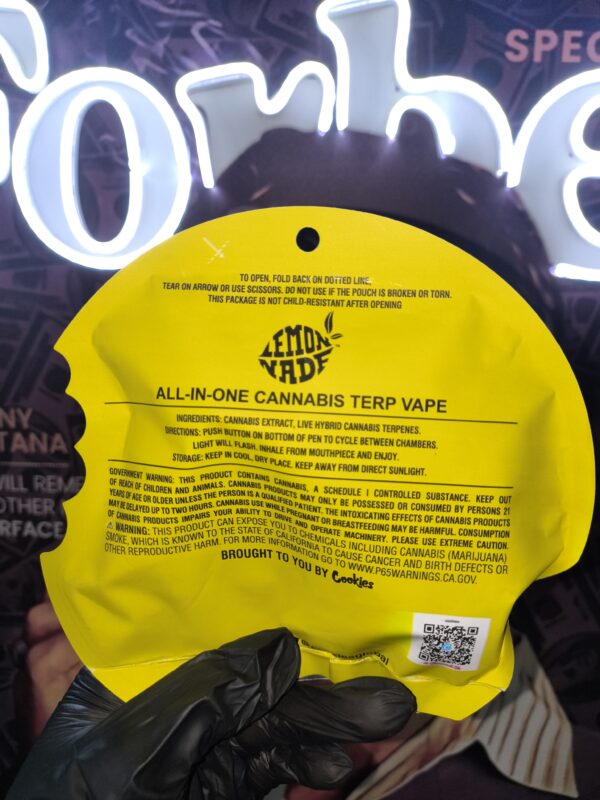 SPEC
Forbe
TO OPEN, FOLD BACK ON DOTTED LINE,
TEAR ON ARROW OR USE SCISSORS. DO NOT USE IF THE POUCH IS BROKEN OR TORN.
THIS PACKAGE IS NOT CHILD-RESISTANT AFTER OPENING
LEMON
NADE™
ALL-IN-ONE CANNABIS TERP VAPE
INGREDIENTS: CANNABIS EXTRACT, LIVE HYBRID CANNABIS TERPENES.
DIRECTIONS: PUSH BUTTON ON BOTTOM OF PEN TO CYCLE BETWEEN CHAMBERS.
LIGHT WILL FLASH. INHALE FROM MOUTHPIECE AND ENJOY.
STORAGE: KEEP IN COOL, DRY PLACE. KEEP AWAY FROM DIRECT SUNLIGHT.
GOVERNMENT WARNING: THIS PRODUCT CONTAINS CANNABIS, A SCHEDULE I CONTROLLED SUBSTANCE. KEEP OUT
OF REACH OF CHILDREN AND ANIMALS. CANNABIS PRODUCTS MAY ONLY BE POSSESSED OR CONSUMED BY PERSONS 21
YEARS OF AGE OR OLDER UNLESS THE PERSON IS A QUALIFIED PATIENT. THE INTOXICATING EFFECTS OF CANNABIS PRODUCTS
MAY BE DELAYED UP TO TWO HOURS. CANNABIS USE WHILE PREGNANT OR BREASTFEEDING MAY BE HARMFUL. CONSUMPTION
OF CANNABIS PRODUCTS IMPAIRS YOUR ABILITY TO DRIVE AND OPERATE MACHINERY. PLEASE USE EXTREME CAUTION.
⚠ WARNING: THIS PRODUCT CAN EXPOSE YOU TO CHEMICALS INCLUDING CANNABIS (MARIJUANA)
SMOKE, WHICH IS KNOWN TO THE STATE OF CALIFORNIA TO CAUSE CANCER AND BIRTH DEFECTS OR
OTHER REPRODUCTIVE HARM. FOR MORE INFORMATION GO TO WWW.P65WARNINGS.CA.GOV.
BROUGHT TO YOU BY Cookies
NY
TANA
WILL REME
OTHER
RFACE